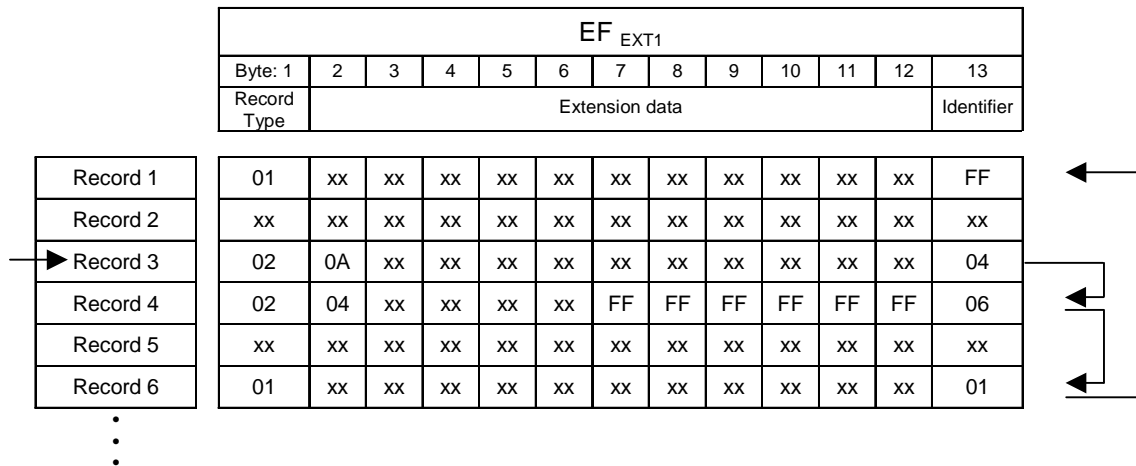 EF EXT1
Byte: 1 2 3 4 5 6 7 8 9 10 11 12 13
Record Type Extension data Identifier
Record 1 01 xx xx xx xx xx xx xx xx xx xx xx FF
Record 2 xx xx xx xx xx xx xx xx xx xx xx xx xx
Record 3 02 0A xx xx xx xx xx xx xx xx xx xx 04
Record 4 02 04 xx xx xx xx FF FF FF FF FF FF 06
Record 5 xx xx xx xx xx xx xx xx xx xx xx xx xx
Record 6 01 xx xx xx xx xx xx xx xx xx xx xx 01